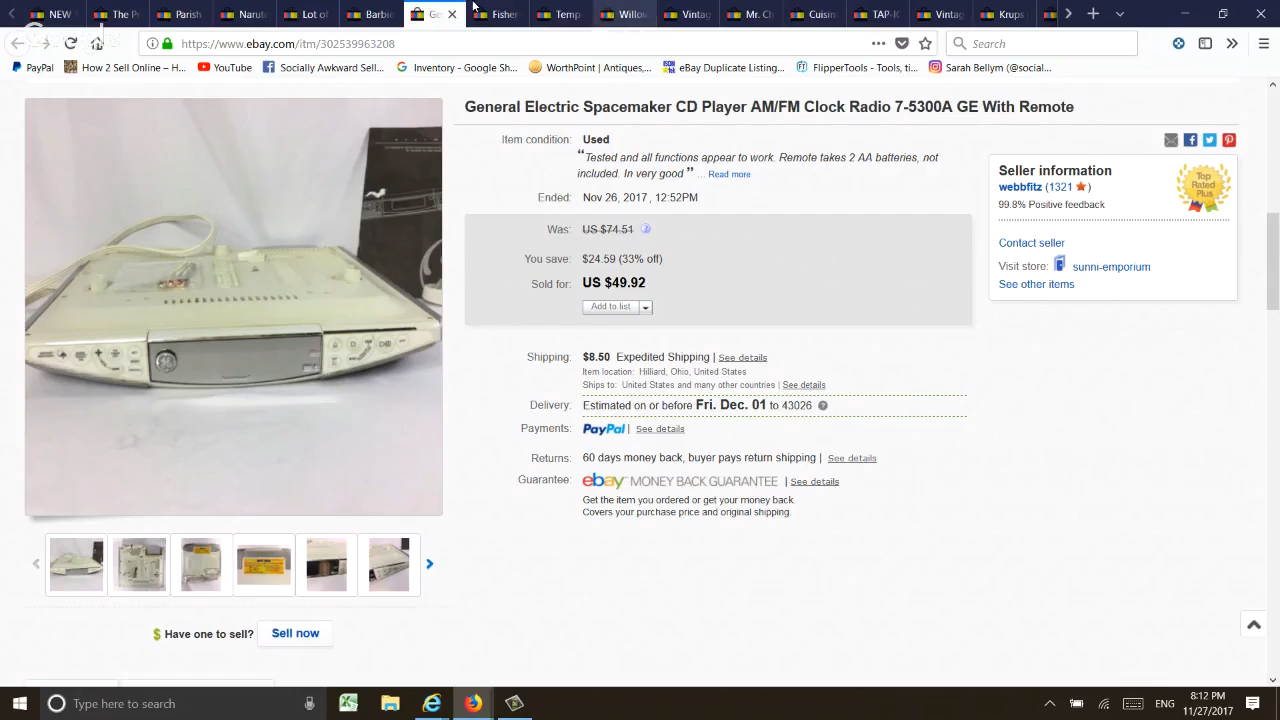 NEW
The P
Parish
Narut
Lot o
Barbi
Ge
Fisher
Temp
Willow
Vintag
Mr. (
Cuisin
TAP-K
Vintag
Krups
https://www.ebay.com/itm/302539963208
Search
PayPal
How 2 Sell Online – H...
YouTube
Socially Awkward Sell...
Inventory - Google Sh...
WorthPoint | Antiques,...
eBay Duplicate Listing...
FlipperTools - Tools, ti...
Sarah Bellym (@social...
General Electric Spacemaker CD Player AM/FM Clock Radio 7-5300A GE With Remote
Item condition: Used
“Tested and all functions appear to work. Remote takes 2 AA batteries, not
included. In very good ” ... Read more
Ended: Nov 26, 2017 , 12:52PM
Was: US $74.51
You save: $24.59 (33% off)
Sold for: US $49.92
Add to list
Shipping: $8.50 Expedited Shipping | See details
Item location: Hilliard, Ohio, United States
Ships to: United States and many other countries | See details
Delivery: Estimated on or before Fri. Dec. 01 to 43026
Payments: PayPal | See details
Returns: 60 days money back, buyer pays return shipping | See details
Guarantee: ebay MONEY BACK GUARANTEE | See details
Get the item you ordered or get your money back.
Covers your purchase price and original shipping.
Seller information
webbfitz (1321 )
99.8% Positive feedback
Top
Rated
Plus
Contact seller
Visit store: sunni-emporium
See other items
$ Have one to sell? Sell now
Type here to search
ENG
8:12 PM
11/27/2017